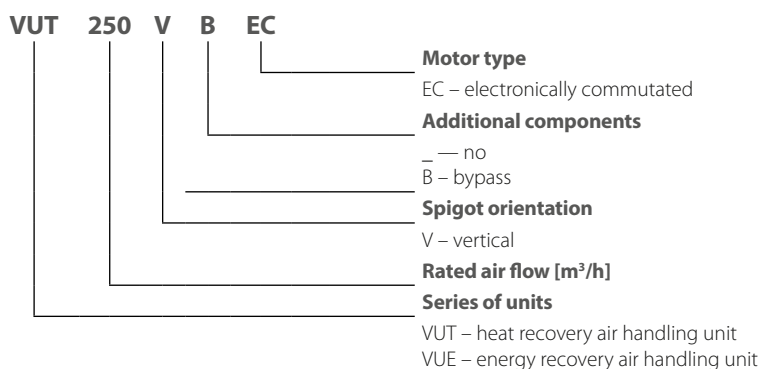 VUT 250 V B EC
Motor type
EC – electronically commutated
Additional components
_ — no
B – bypass
Spigot orientation
V – vertical
Rated air flow [m³/h]
Series of units
VUT – heat recovery air handling unit
VUE – energy recovery air handling unit